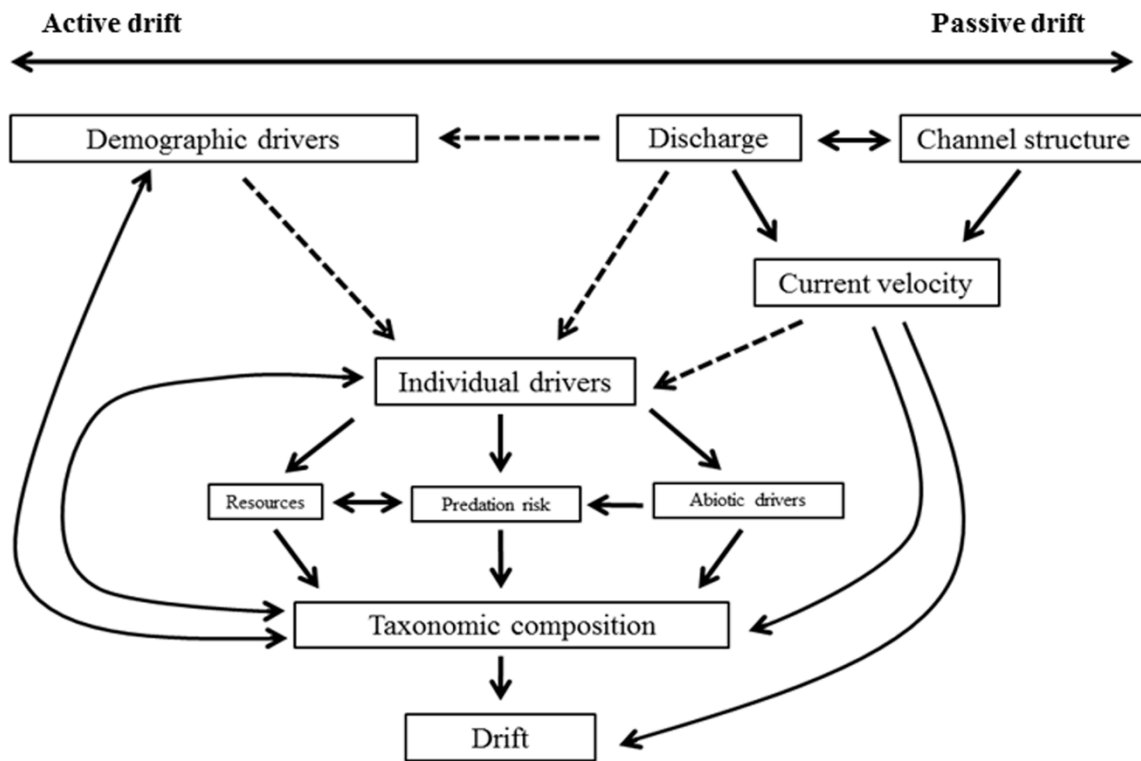 Active drift
Passive drift
Demographic drivers
Discharge
Channel structure
Current velocity
Individual drivers
Resources
Predation risk
Abiotic drivers
Taxonomic composition
Drift